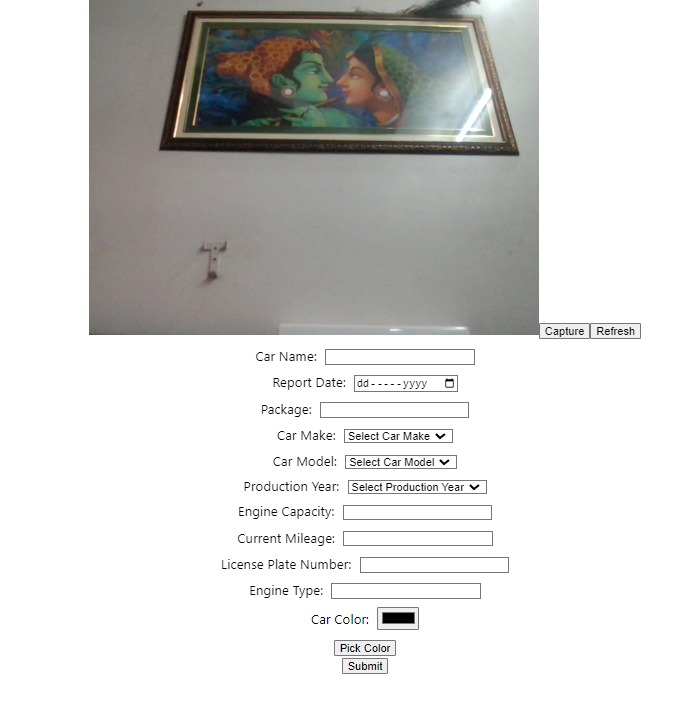 Capture Refresh
Car Name:
Report Date: dd-----yyyy
Package:
Car Make: Select Car Make
Car Model: Select Car Model
Production Year: Select Production Year
Engine Capacity:
Current Mileage:
License Plate Number:
Engine Type:
Car Color:
Pick Color
Submit